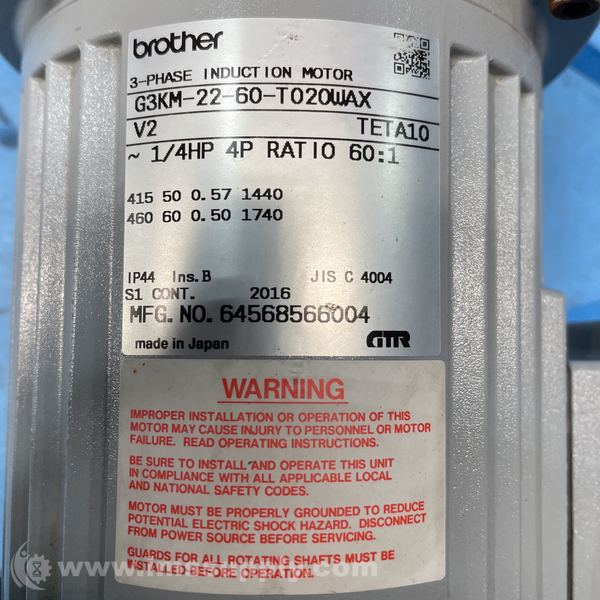 brother
3-PHASE INDUCTION MOTOR
G3KM-22-60-T020WAX
V2 TETA10
~ 1/4HP 4P RATIO 60:1
415 50 0.57 1440
460 60 0.50 1740
IP44 Ins.B JIS C 4004
S1 CONT. 2016
MFG.NO. 64568566004
made in Japan GTR
WARNING
IMPROPER INSTALLATION OR OPERATION OF THIS
MOTOR MAY CAUSE INJURY TO PERSONNEL OR MOTOR
FAILURE. READ OPERATING INSTRUCTIONS.
BE SURE TO INSTALL AND OPERATE THIS UNIT
IN COMPLIANCE WITH ALL APPLICABLE LOCAL
AND NATIONAL SAFETY CODES.
MOTOR MUST BE PROPERLY GROUNDED TO REDUCE
POTENTIAL ELECTRIC SHOCK HAZARD. DISCONNECT
FROM POWER SOURCE BEFORE SERVICING.
GUARDS FOR ALL ROTATING SHAFTS MUST BE
INSTALLED BEFORE OPERATION.